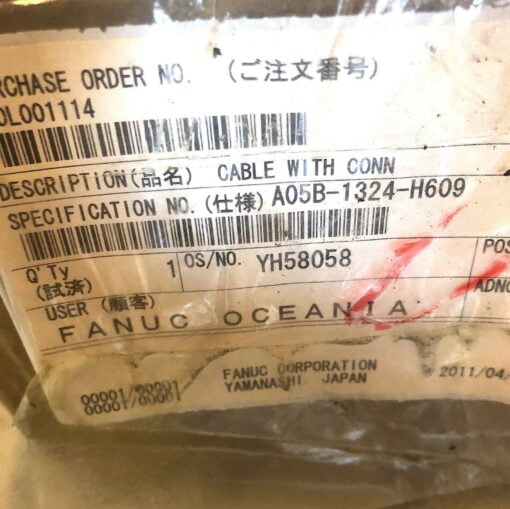 RCHASE ORDER NO. (ご注文番号)
OL001114
DESCRIPTION(品名) CABLE WITH CONN
SPECIFICATION NO.(仕様) A05B-1324-H609
Q'Ty (試済) 1 OS/NO. YH58058 POS
USER (顧客) ADNO
FANUC OCEANIA
00001/00001 FANUC CORPORATION 2011/04/
00001/00001 YAMANASHI JAPAN